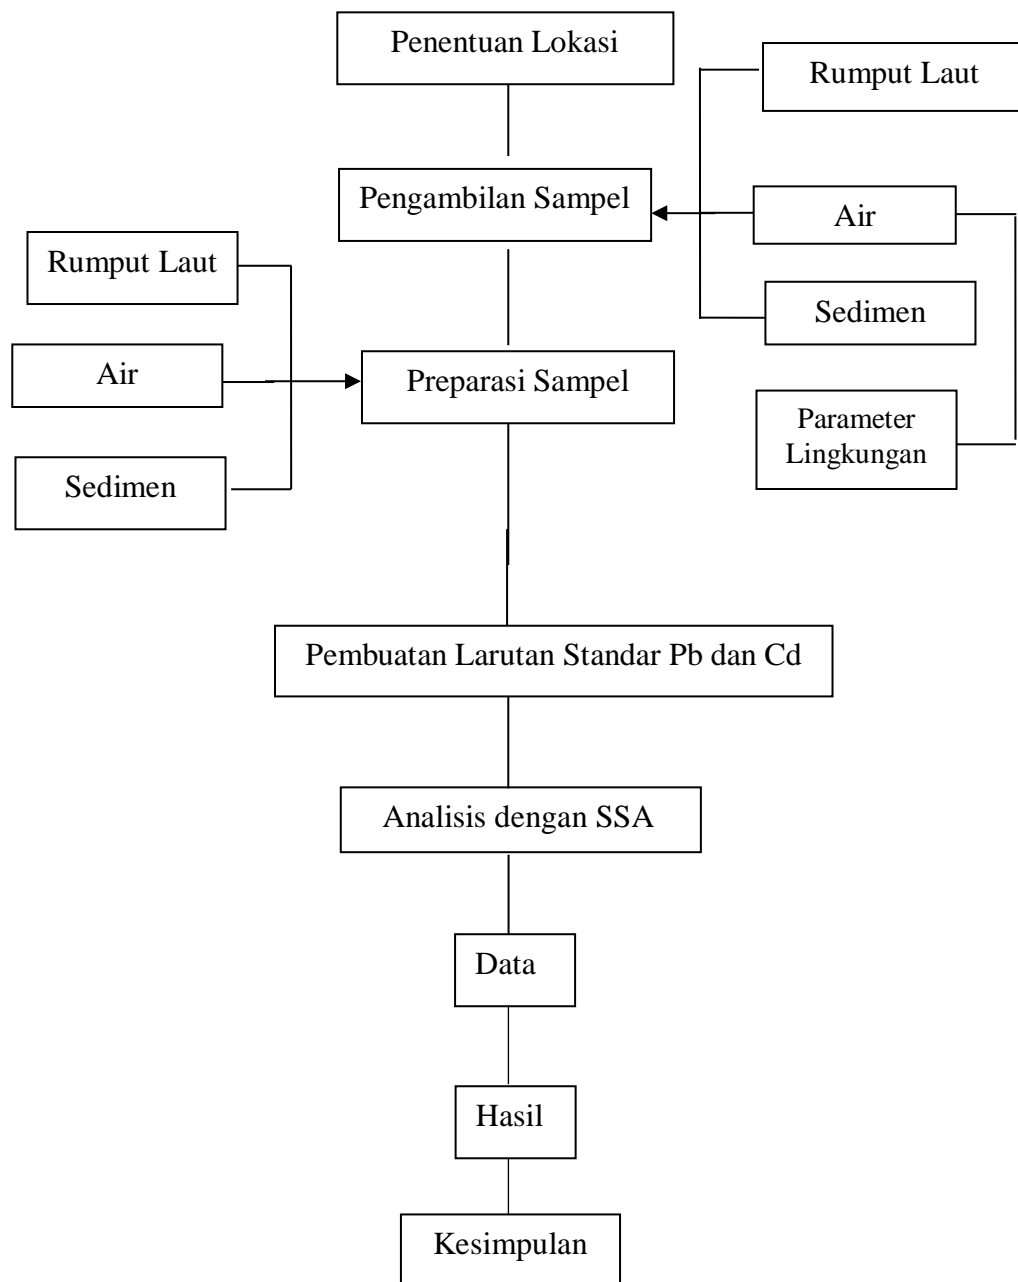 Penentuan Lokasi
Rumput Laut
Pengambilan Sampel
Air
Rumput Laut
Sedimen
Air
Preparasi Sampel
Parameter
Lingkungan
Sedimen
Pembuatan Larutan Standar Pb dan Cd
Analisis dengan SSA
Data
Hasil
Kesimpulan